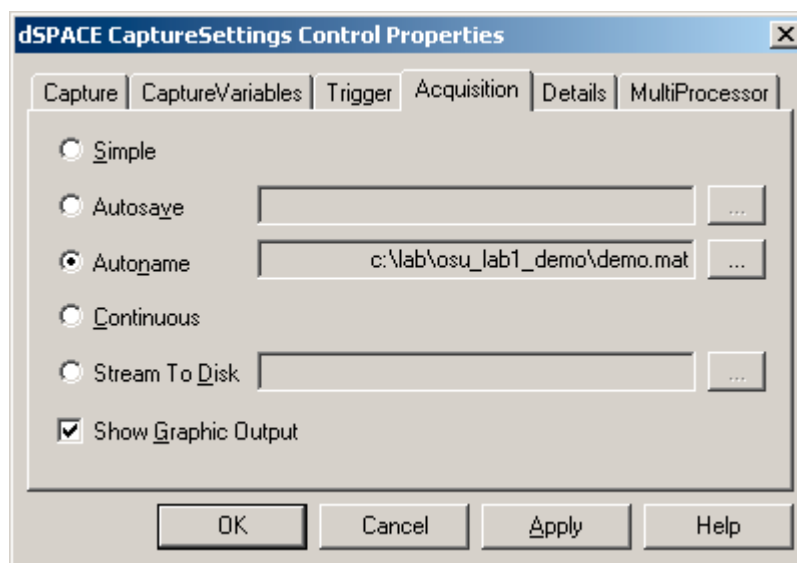 dSPACE CaptureSettings Control Properties
Capture CaptureVariables Trigger Acquisition Details MultiProcessor
Simple
Autosave ...
Autoname c:\lab\osu_lab1_demo\demo.mat ...
Continuous
Stream To Disk ...
Show Graphic Output
OK Cancel Apply Help